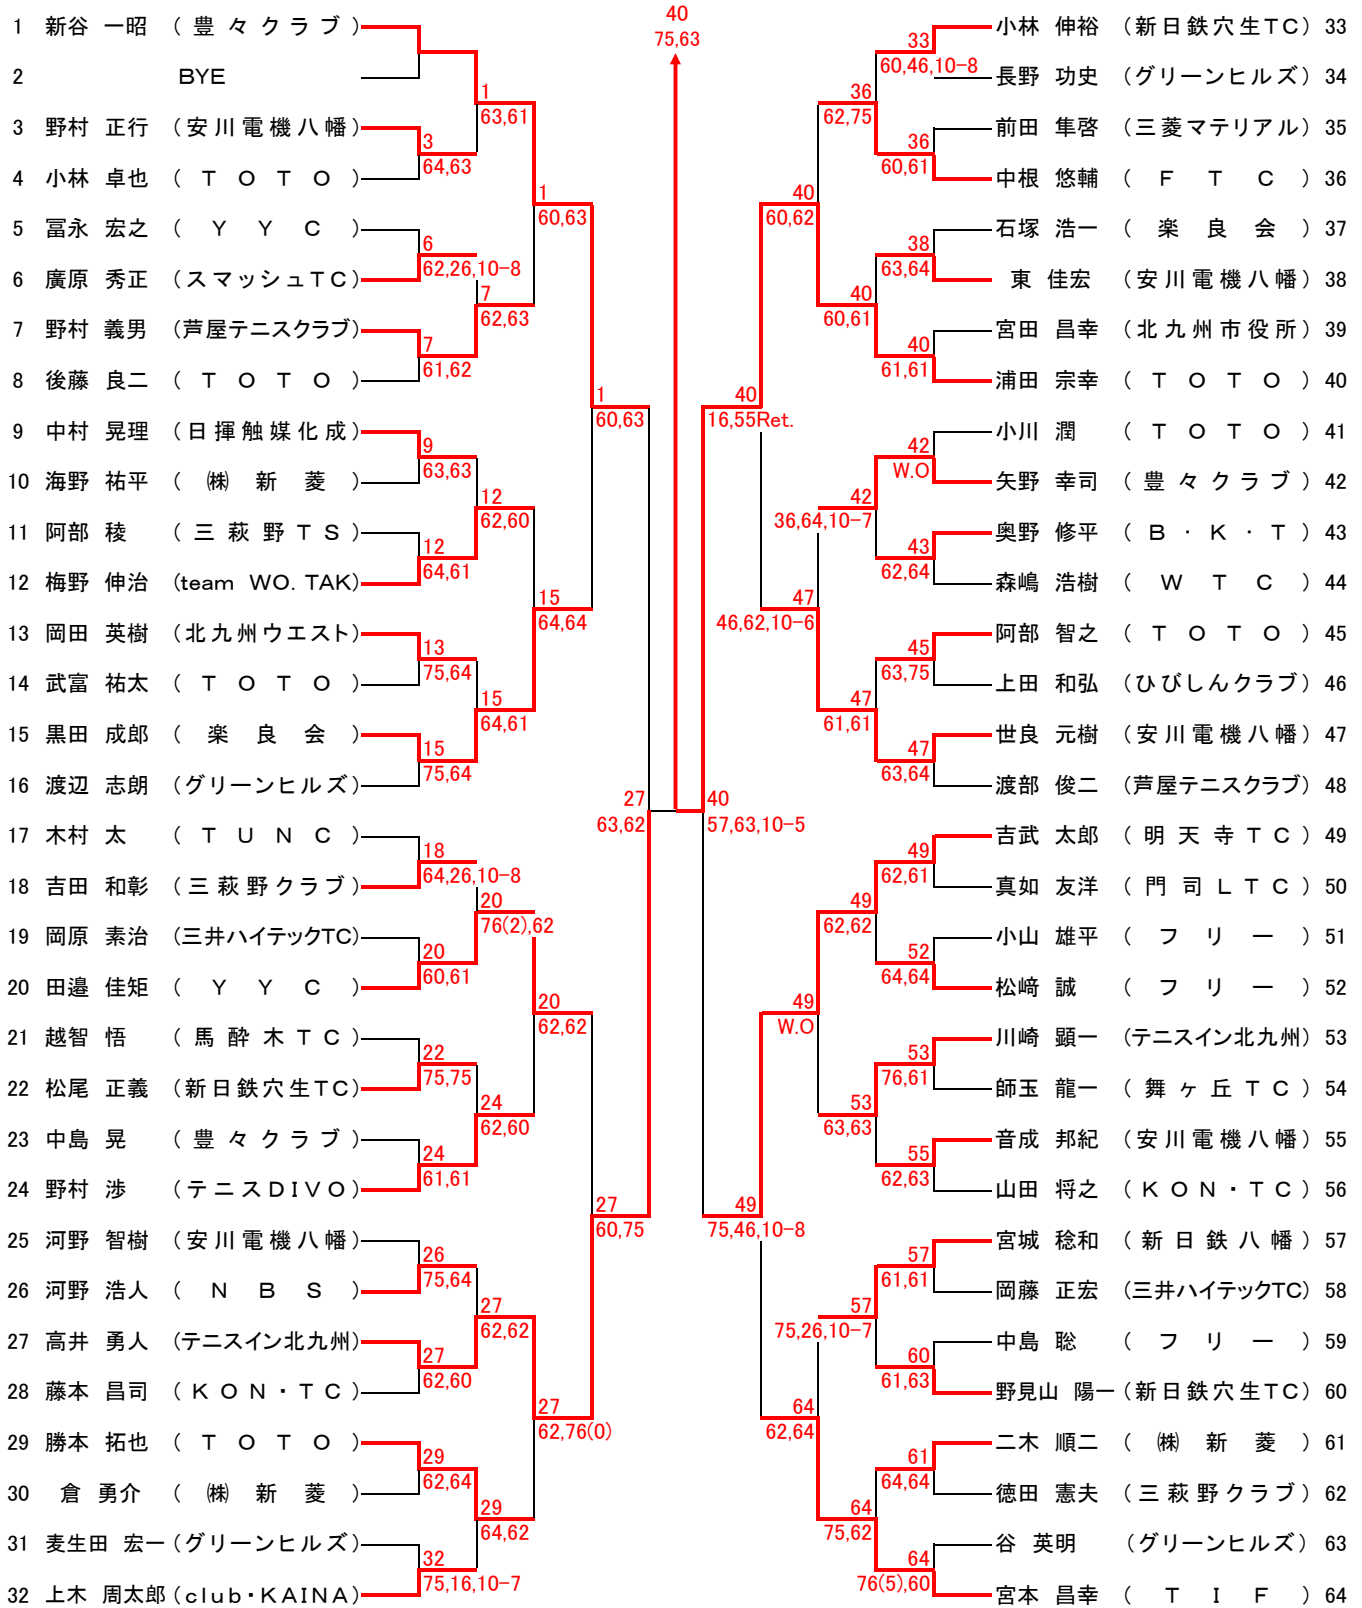 40
75,63
1 新谷 一昭 （ 豊 々 ク ラ ブ ）
2 BYE
3 野村 正行 （ 安 川 電 機 八 幡 ）
4 小林 卓也 （ Ｔ Ｏ Ｔ Ｏ ）
5 冨永 宏之 （ Ｙ Ｙ Ｃ ）
6 廣原 秀正 （スマッシュTC）
7 野村 義男 （芦屋テニスクラブ）
8 後藤 良二 （ Ｔ Ｏ Ｔ Ｏ ）
9 中村 晃理 （ 日 揮 触 媒 化 成 ）
10 海野 祐平 （ ㈱ 新 菱 ）
11 阿部 稜 （ 三 萩 野 Ｔ Ｓ ）
12 梅野 伸治 （team WO. TAK）
13 岡田 英樹 （北九州ウエスト）
14 武富 祐太 （ Ｔ Ｏ Ｔ Ｏ ）
15 黒田 成郎 （ 楽 良 会 ）
16 渡辺 志朗 （グリーンヒルズ）
17 木村 太 （ Ｔ Ｕ Ｎ Ｃ ）
18 吉田 和彰 （三萩野クラブ）
19 岡原 素治 （三井ハイテックTC）
20 田邉 佳矩 （ Ｙ Ｙ Ｃ ）
21 越智 悟 （ 馬 酔 木 Ｔ Ｃ ）
22 松尾 正義 （新日鉄穴生TC）
23 中島 晃 （ 豊 々 ク ラ ブ ）
24 野村 渉 （テニスＤＩＶＯ）
25 河野 智樹 （ 安 川 電 機 八 幡 ）
26 河野 浩人 （ Ｎ Ｂ Ｓ ）
27 高井 勇人 （テニスイン北九州）
28 藤本 昌司 （ＫＯＮ・ＴＣ）
29 勝本 拓也 （ Ｔ Ｏ Ｔ Ｏ ）
30 倉 勇介 （ ㈱ 新 菱 ）
31 麦生田 宏一（グリーンヒルズ）
32 上木 周太郎（club・KAINA）
3
64,63
6
62,26,10-8
7
61,62
9
63,63
12
64,61
13
75,64
15
75,64
18
64,26,10-8
20
60,61
22
75,75
24
61,61
26
75,64
27
62,60
29
62,64
32
75,16,10-7
1
63,61
7
62,63
12
62,60
15
64,61
20
76(2),62
24
62,60
27
62,62
29
64,62
1
60,63
15
64,64
20
62,62
27
62,76(0)
1
60,63
27
60,75
27
63,62
40
57,63,10-5
40
16,55Ret.
49
75,46,10-8
40
60,62
47
46,62,10-6
49
W.O
64
62,64
36
62,75
40
60,61
42
36,64,10-7
47
61,61
49
62,62
53
63,63
57
75,26,10-7
64
75,62
33
60,46,10-8
36
60,61
38
63,64
40
61,61
42
W.O
43
62,64
45
63,75
47
63,64
49
62,61
52
64,64
53
76,61
55
62,63
57
61,61
60
61,63
61
64,64
64
76(5),60
小林 伸裕 （新日鉄穴生TC） 33
長野 功史 （グリーンヒルズ） 34
前田 隼啓 （三菱マテリアル） 35
中根 悠輔 （ Ｆ Ｔ Ｃ ） 36
石塚 浩一 （ 楽 良 会 ） 37
東 佳宏 （ 安 川 電 機 八 幡 ） 38
宮田 昌幸 （ 北 九 州 市 役 所 ） 39
浦田 宗幸 （ Ｔ Ｏ Ｔ Ｏ ） 40
小川 潤 （ Ｔ Ｏ Ｔ Ｏ ） 41
矢野 幸司 （ 豊 々 ク ラ ブ ） 42
奥野 修平 （ Ｂ ・ Ｋ ・ Ｔ ） 43
森嶋 浩樹 （ Ｗ Ｔ Ｃ ） 44
阿部 智之 （ Ｔ Ｏ Ｔ Ｏ ） 45
上田 和弘 （ひびしんクラブ） 46
世良 元樹 （ 安 川 電 機 八 幡 ） 47
渡部 俊二 （芦屋テニスクラブ） 48
吉武 太郎 （ 明 天 寺 Ｔ Ｃ ） 49
真如 友洋 （ 門 司 Ｌ Ｔ Ｃ ） 50
小山 雄平 （ フ リ ー ） 51
松﨑 誠 （ フ リ ー ） 52
川崎 顕一 （テニスイン北九州） 53
師玉 龍一 （ 舞 ヶ 丘 Ｔ Ｃ ） 54
音成 邦紀 （ 安 川 電 機 八 幡 ） 55
山田 将之 （ＫＯＮ・ＴＣ） 56
宮城 稔和 （ 新 日 鉄 八 幡 ） 57
岡藤 正宏 （三井ハイテックTC） 58
中島 聡 （ フ リ ー ） 59
野見山 陽一（新日鉄穴生TC） 60
二木 順二 （ ㈱ 新 菱 ） 61
徳田 憲夫 （三萩野クラブ） 62
谷 英明 （グリーンヒルズ） 63
宮本 昌幸 （ Ｔ Ｉ Ｆ ） 64